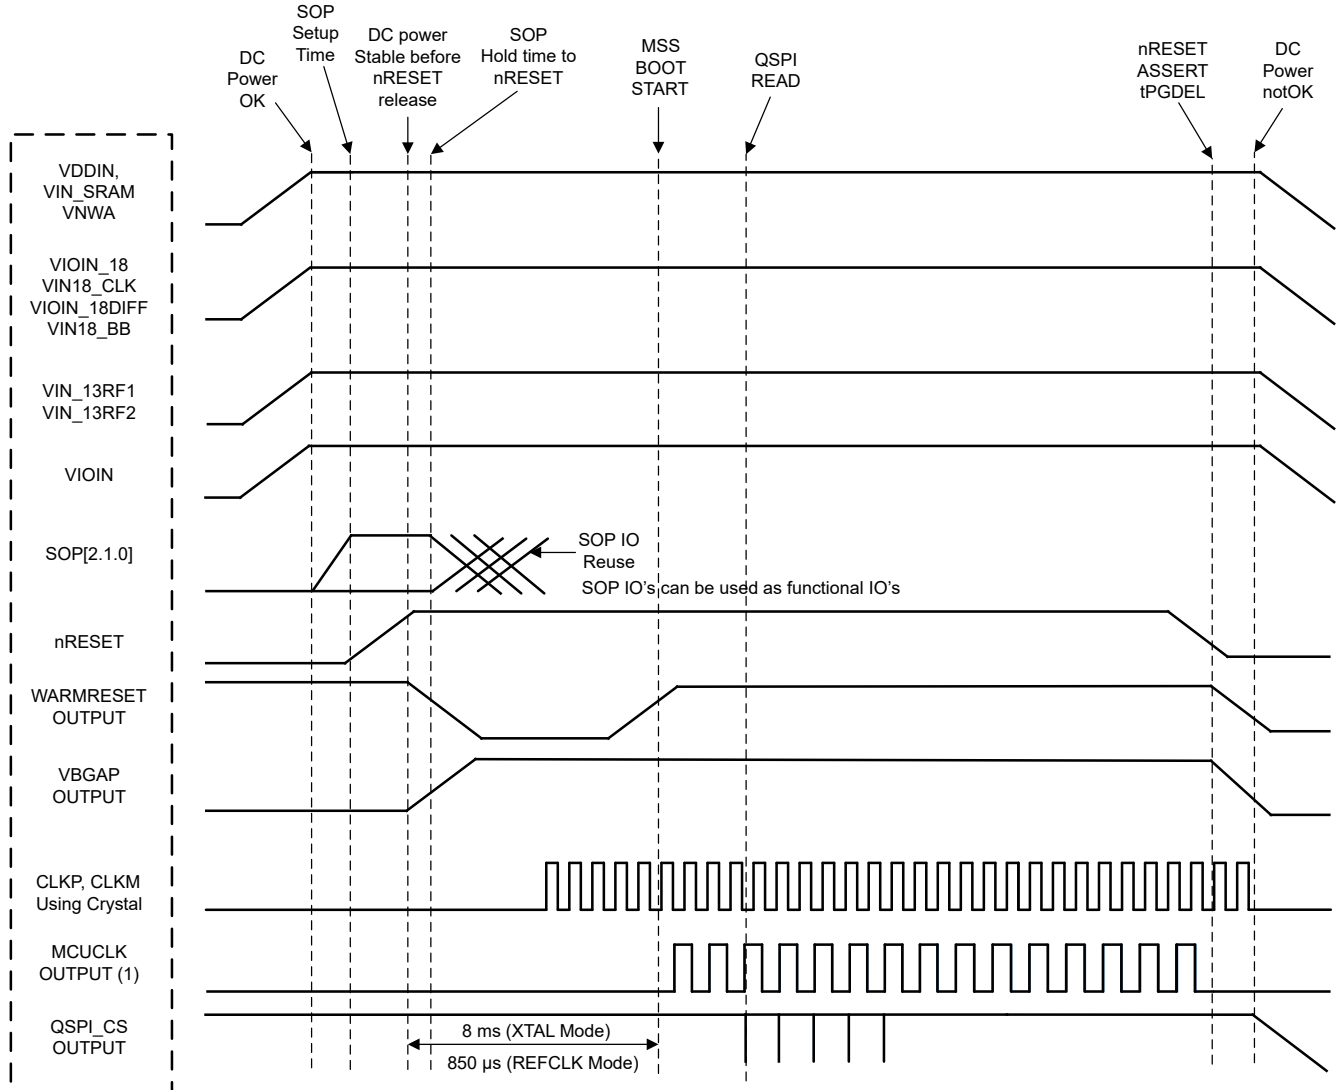 DC
Power
OK
SOP
Setup
Time
DC power
Stable before
nRESET
release
SOP
Hold time to
nRESET
MSS
BOOT
START
QSPI
READ
nRESET
ASSERT
tPGDEL
DC
Power
notOK
VDDIN,
VIN_SRAM
VNWA
VIOIN_18
VIN18_CLK
VIOIN_18DIFF
VIN18_BB
VIN_13RF1
VIN_13RF2
VIOIN
SOP[2.1.0]
SOP IO
Reuse
SOP IO's can be used as functional IO's
nRESET
WARMRESET
OUTPUT
VBGAP
OUTPUT
CLKP, CLKM
Using Crystal
MCUCLK
OUTPUT (1)
QSPI_CS
OUTPUT
8 ms (XTAL Mode)
850 µs (REFCLK Mode)